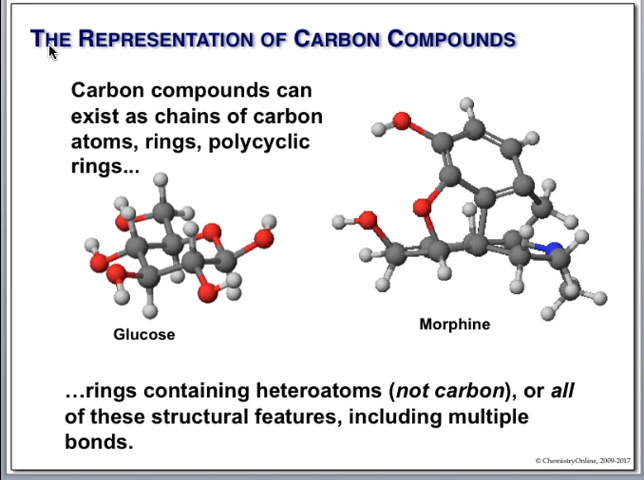 THE REPRESENTATION OF CARBON COMPOUNDS
Carbon compounds can
exist as chains of carbon
atoms, rings, polycyclic
rings...
Glucose
Morphine
…rings containing heteroatoms (not carbon), or all
of these structural features, including multiple
bonds.
© ChemistryOnline, 2009-2017